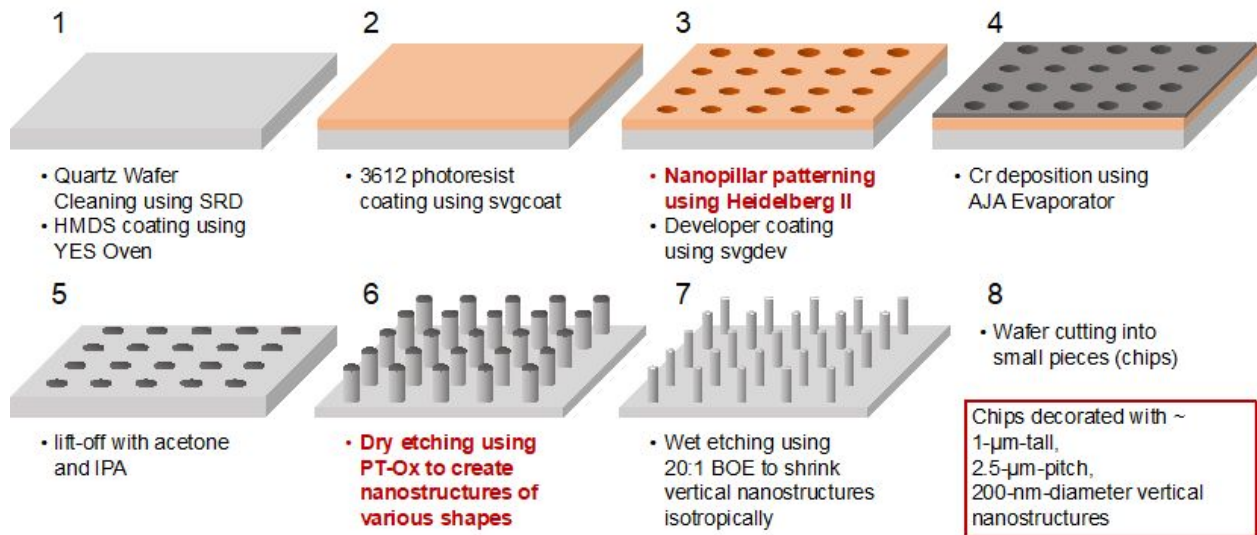 1
• Quartz Wafer
Cleaning using SRD
• HMDS coating using
YES Oven
2
• 3612 photoresist
coating using svgcoat
3
• Nanopillar patterning
using Heidelberg II
• Developer coating
using svgdev
4
• Cr deposition using
AJA Evaporator
5
• lift-off with acetone
and IPA
6
• Dry etching using
PT-Ox to create
nanostructures of
various shapes
7
• Wet etching using
20:1 BOE to shrink
vertical nanostructures
isotropically
8
• Wafer cutting into
small pieces (chips)
Chips decorated with ~
1-μm-tall,
2.5-μm-pitch,
200-nm-diameter vertical
nanostructures